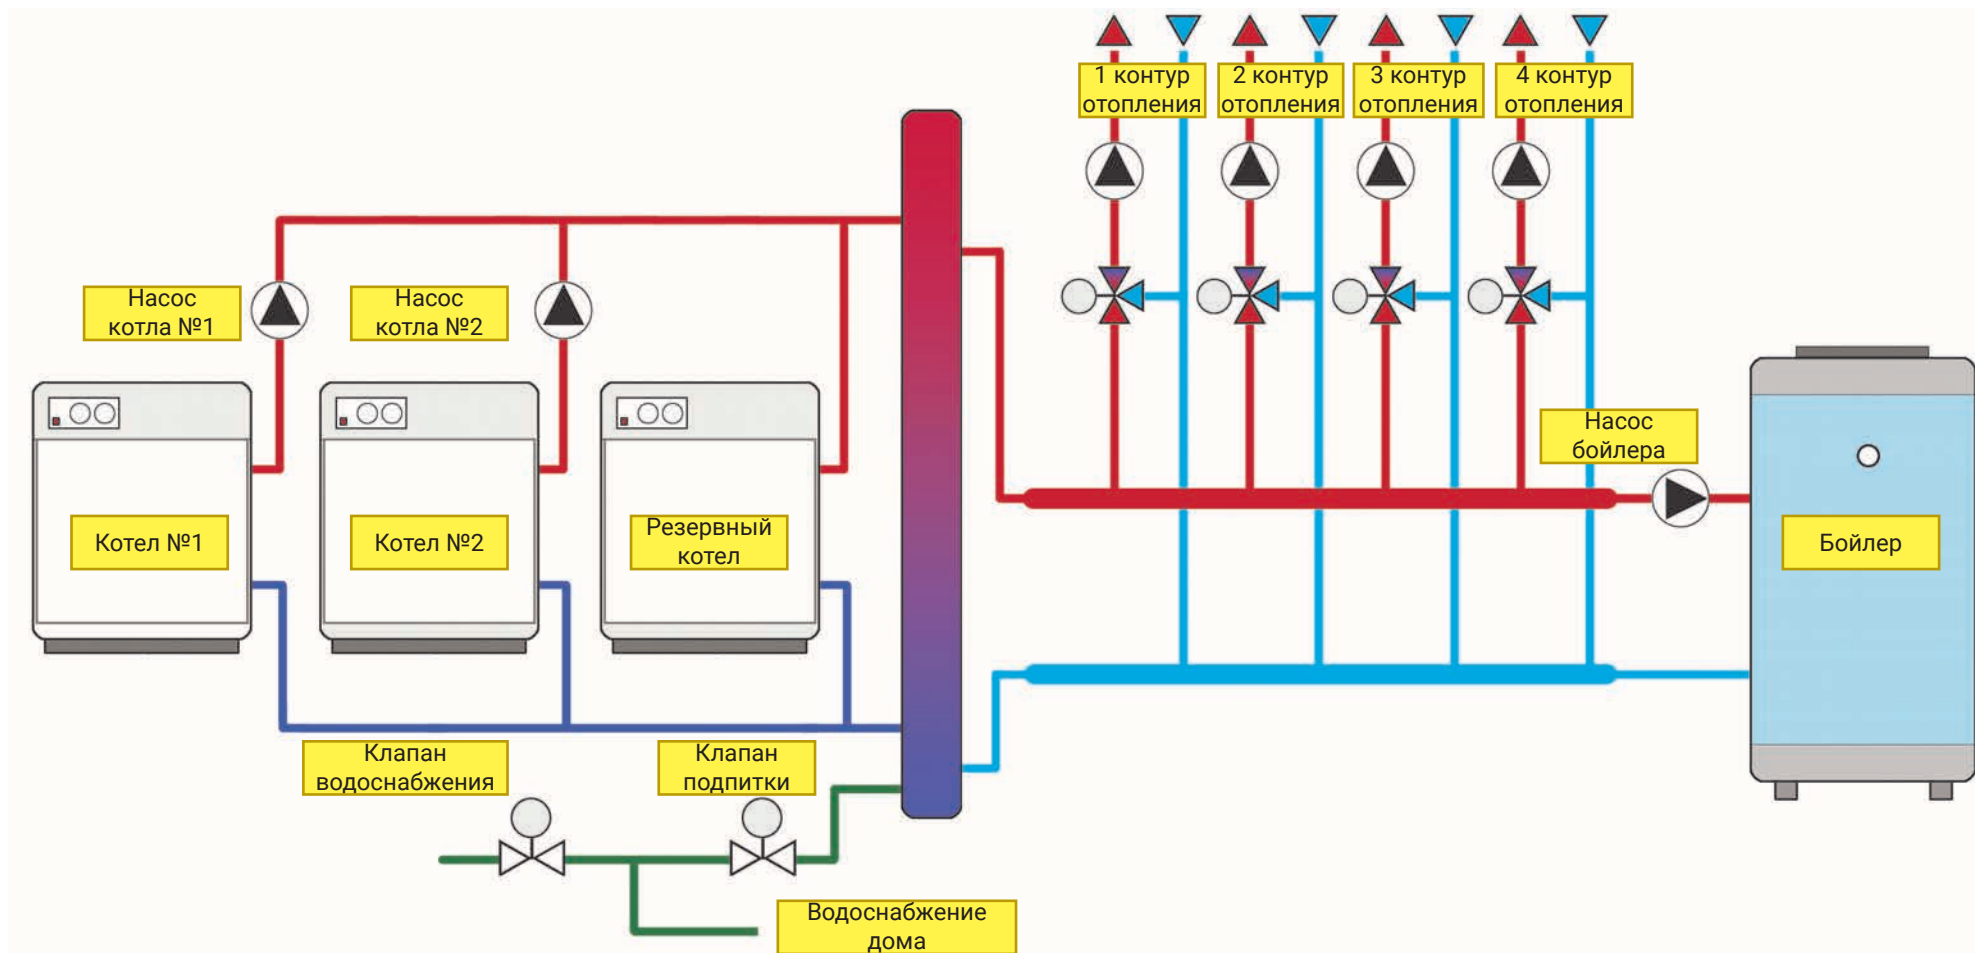 1 контур
отопления
2 контур
отопления
3 контур
отопления
4 контур
отопления
Насос
котла №1
Насос
котла №2
Насос
бойлера
Котел №1
Котел №2
Резервный
котел
Бойлер
Клапан
водоснабжения
Клапан
подпитки
Водоснабжение
дома